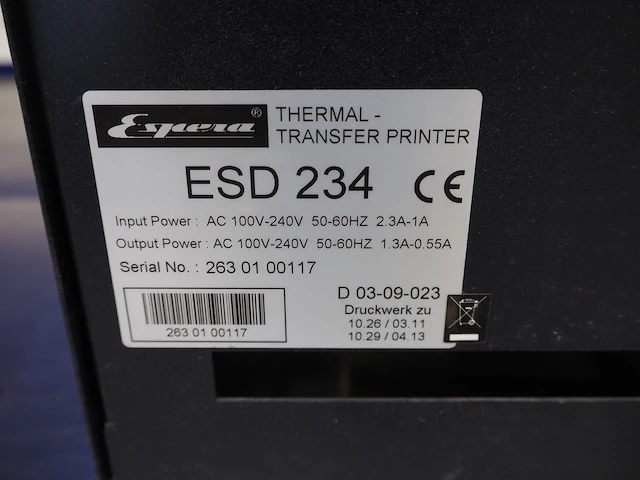 Espera®
THERMAL -
TRANSFER PRINTER
ESD 234 CE
Input Power : AC 100V-240V 50-60HZ 2.3A-1A
Output Power : AC 100V-240V 50-60HZ 1.3A-0.55A
Serial No. : 263 01 00117
263 01 00117
D 03-09-023
Druckwerk zu
10.26 / 03.11
10.29 / 04.13